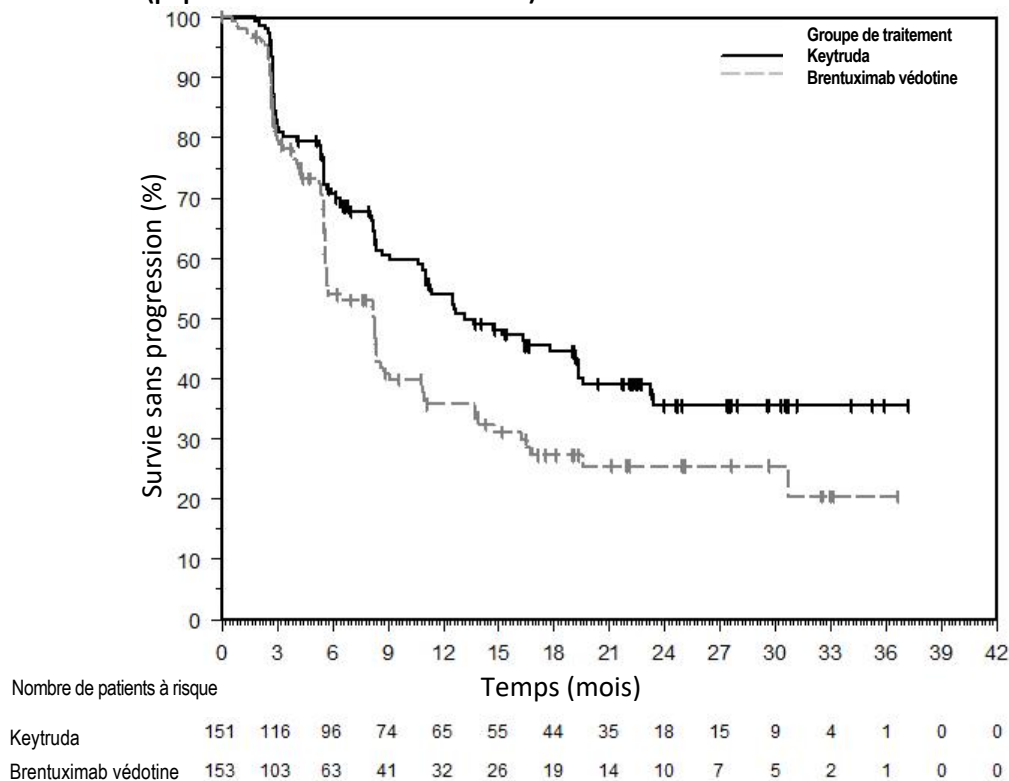 100
90
80
70
60
50
40
30
20
10
0
Survie sans progression (%)
Groupe de traitement
Keytruda
Brentuximab védotine
0 3 6 9 12 15 18 21 24 27 30 33 36 39 42
Temps (mois)
Nombre de patients à risque
Keytruda 151 116 96 74 65 55 44 35 18 15 9 4 1 0 0
Brentuximab védotine 153 103 63 41 32 26 19 14 10 7 5 2 1 0 0